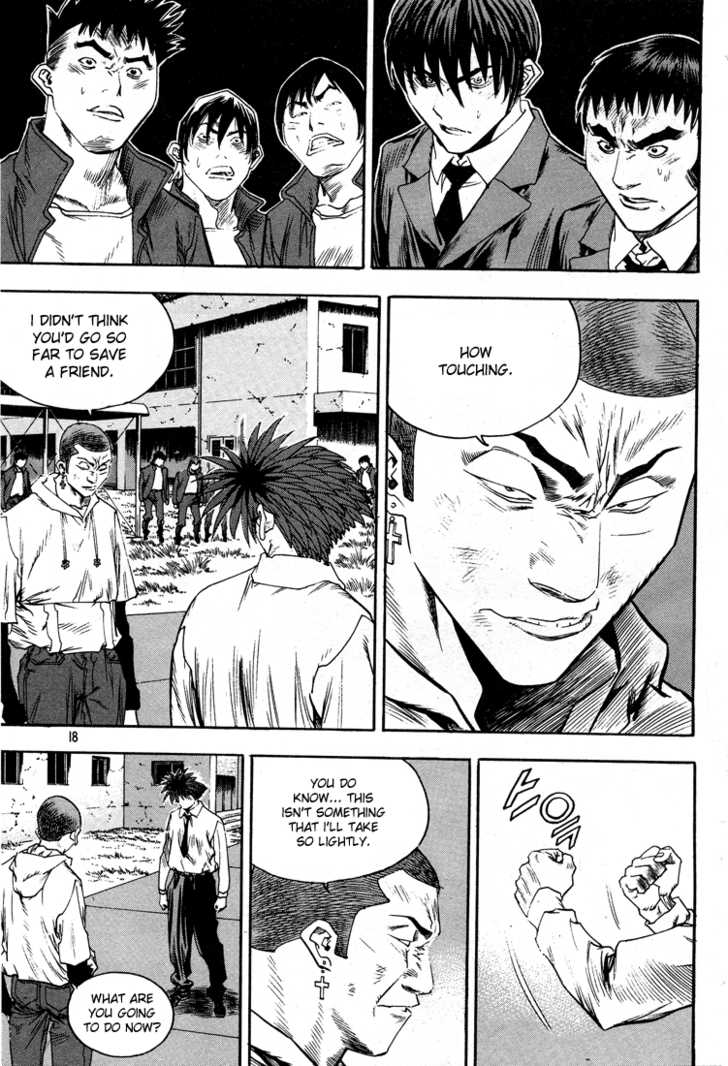 I DIDN'T THINK
YOU'D GO SO
FAR TO SAVE
A FRIEND.
HOW
TOUCHING.
18
WHAT ARE
YOU GOING
TO DO NOW?
YOU DO
KNOW... THIS
ISN'T SOMETHING
THAT I'LL TAKE
SO LIGHTLY.